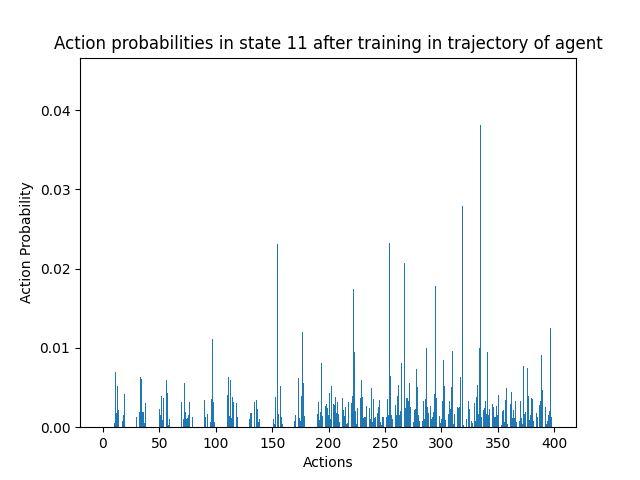 Action probabilities in state 11 after training in trajectory of agent
0.04
0.03
0.02
0.01
0.00
Action Probability
0 50 100 150 200 250 300 350 400
Actions